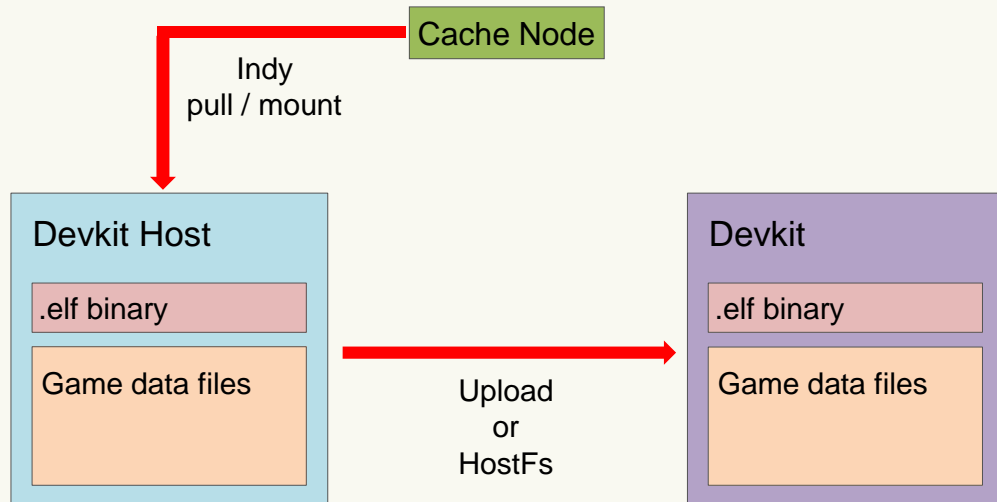 Cache Node
Indy
pull / mount
Devkit Host
.elf binary
Game data files
Upload
or
HostFs
Devkit
.elf binary
Game data files